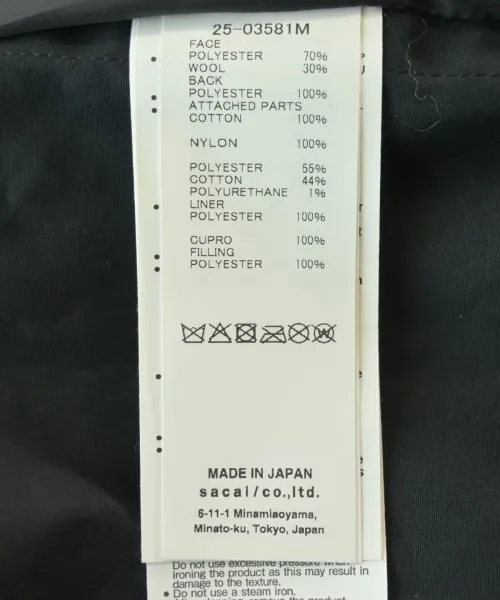 25-03581M
FACE
POLYESTER 70%
WOOL 30%
BACK
POLYESTER 100%
ATTACHED PARTS
COTTON 100%
NYLON 100%
POLYESTER 55%
COTTON 44%
POLYURETHANE 1%
LINER
POLYESTER 100%
CUPRO 100%
FILLING
POLYESTER 100%
MADE IN JAPAN
sacai/co.,ltd.
6-11-1 Minamiaoyama,
Minato-ku, Tokyo, Japan
Do not use excessive pressure when
ironing the product as this may result in
damage to the texture.
• Do not use a steam iron.